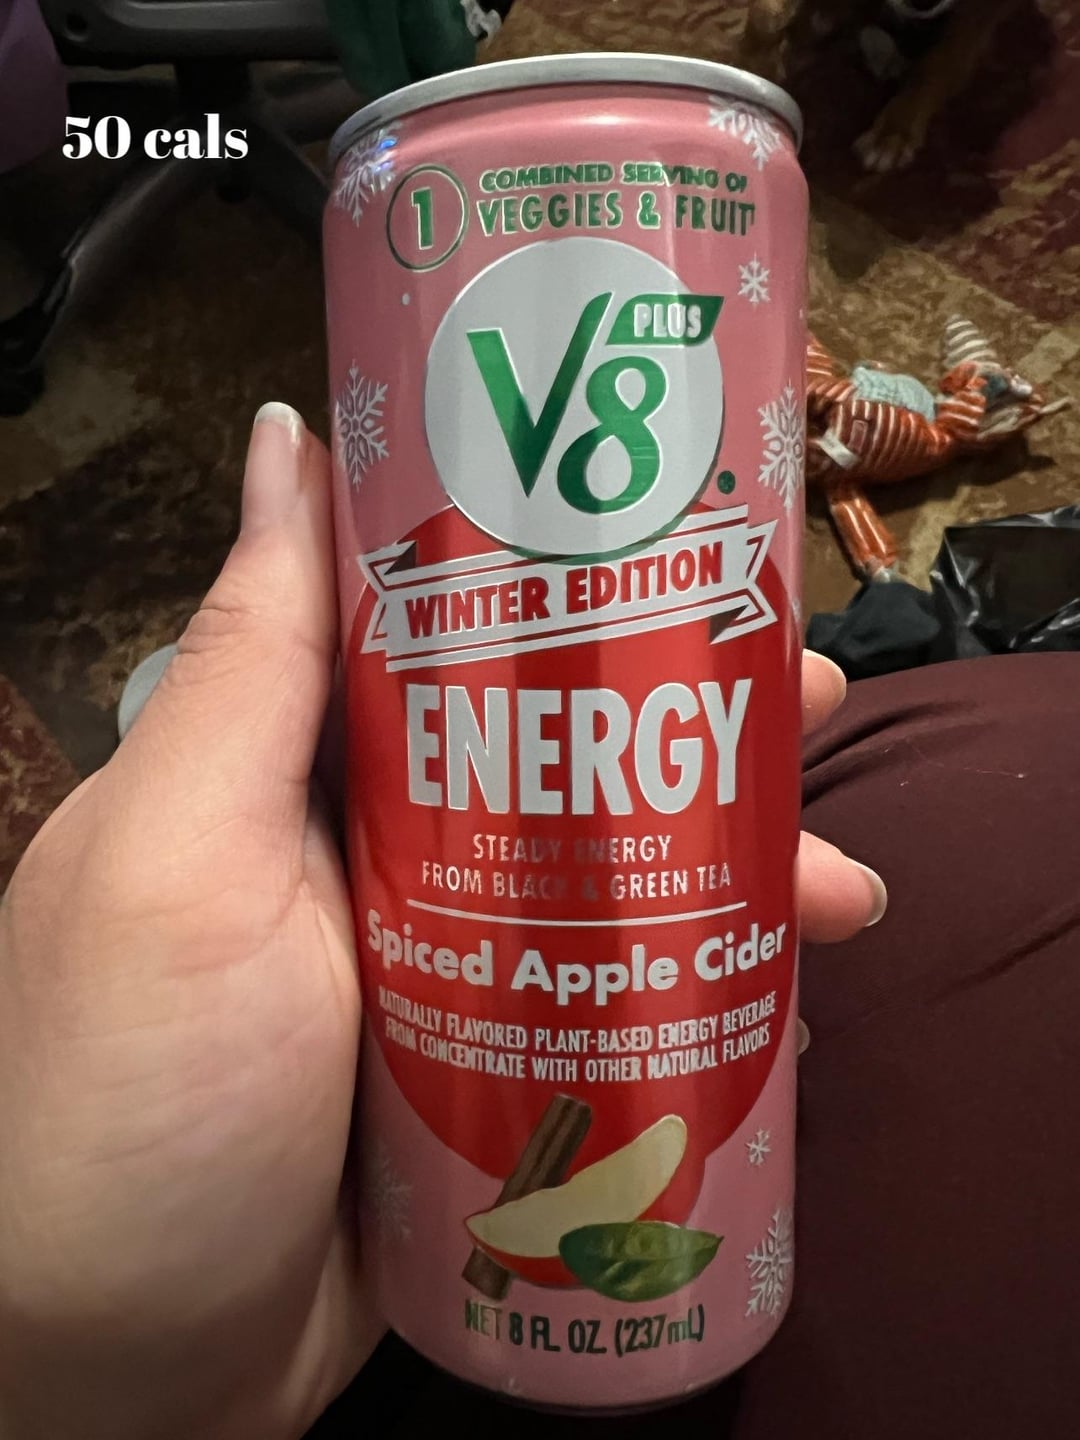 50 cals
1
COMBINED SERVING OF
VEGGIES & FRUIT*
V8 PLUS
WINTER EDITION
ENERGY
STEADY ENERGY
FROM BLACK & GREEN TEA
Spiced Apple Cider
NATURALLY FLAVORED PLANT-BASED ENERGY BEVERAGE
FROM CONCENTRATE WITH OTHER NATURAL FLAVORS
NET 8 FL OZ. (237mL)